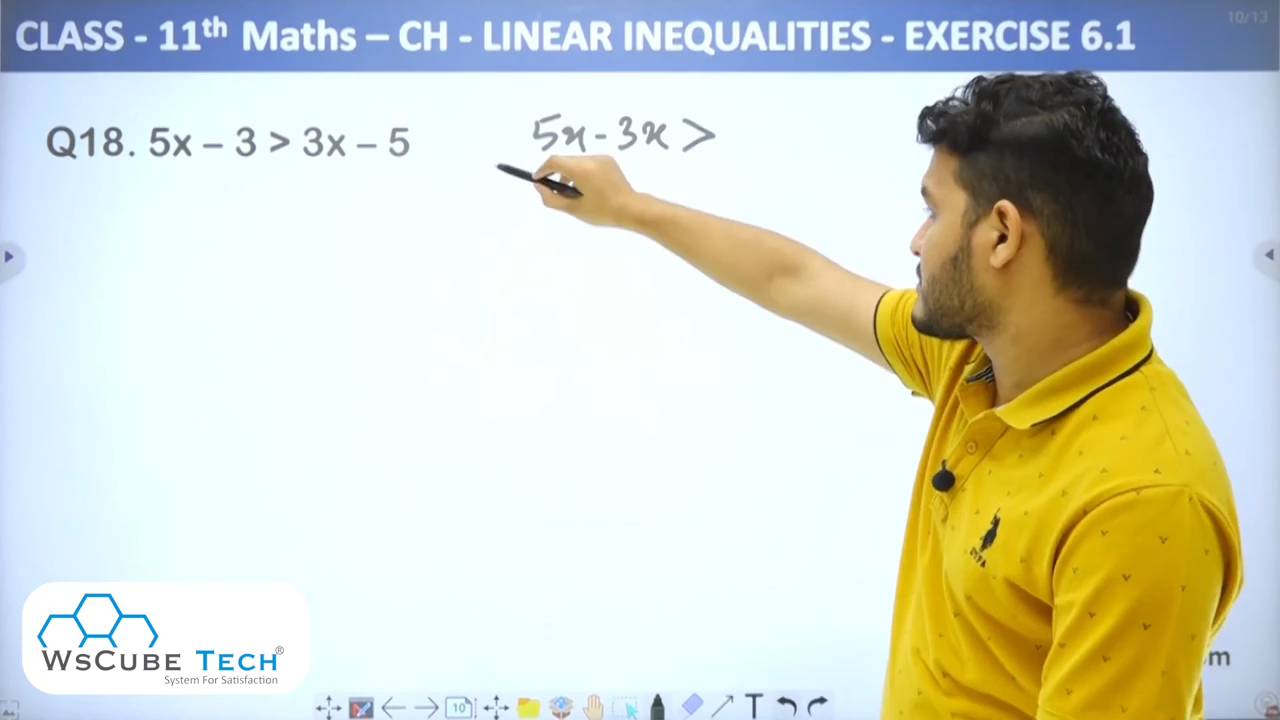 10/13
CLASS - 11th Maths – CH - LINEAR INEQUALITIES - EXERCISE 6.1
Q18. 5x – 3 > 3x – 5
5x - 3x >
WsCube Tech®
System For Satisfaction
10
T
m